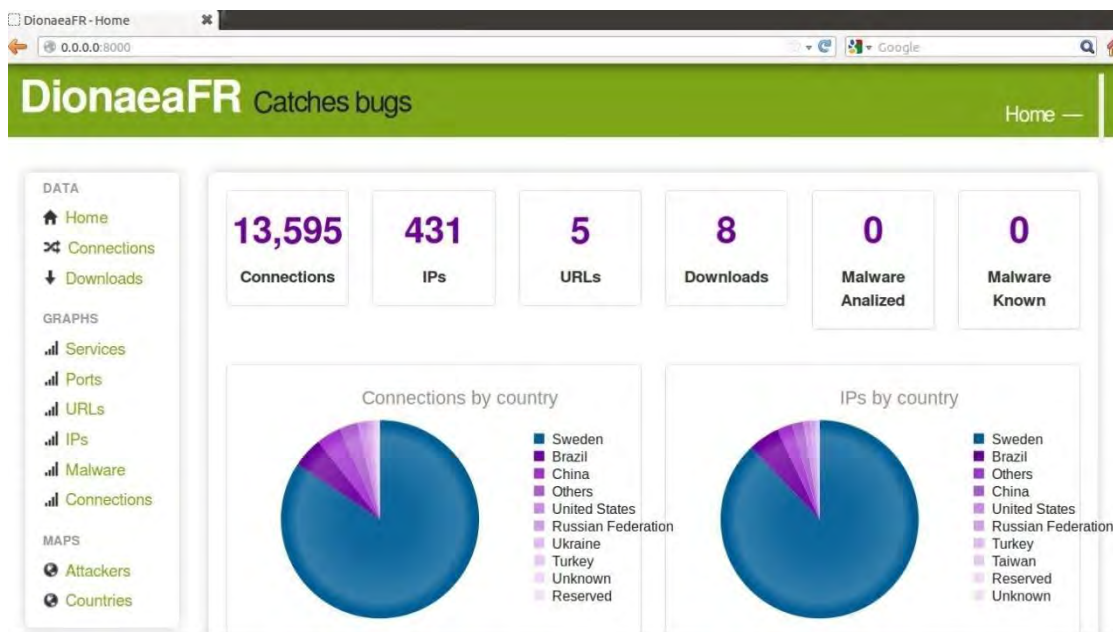 DionaeaFR - Home
0.0.0.0:8000
Google
DionaeaFR Catches bugs
Home —
DATA
Home
Connections
Downloads
GRAPHS
Services
Ports
URLs
IPs
Malware
Connections
MAPS
Attackers
Countries
13,595
Connections
431
IPs
5
URLs
8
Downloads
0
Malware
Analized
0
Malware
Known
Connections by country
Sweden
Brazil
China
Others
United States
Russian Federation
Ukraine
Turkey
Unknown
Reserved
IPs by country
Sweden
Brazil
Others
China
United States
Russian Federation
Turkey
Taiwan
Reserved
Unknown